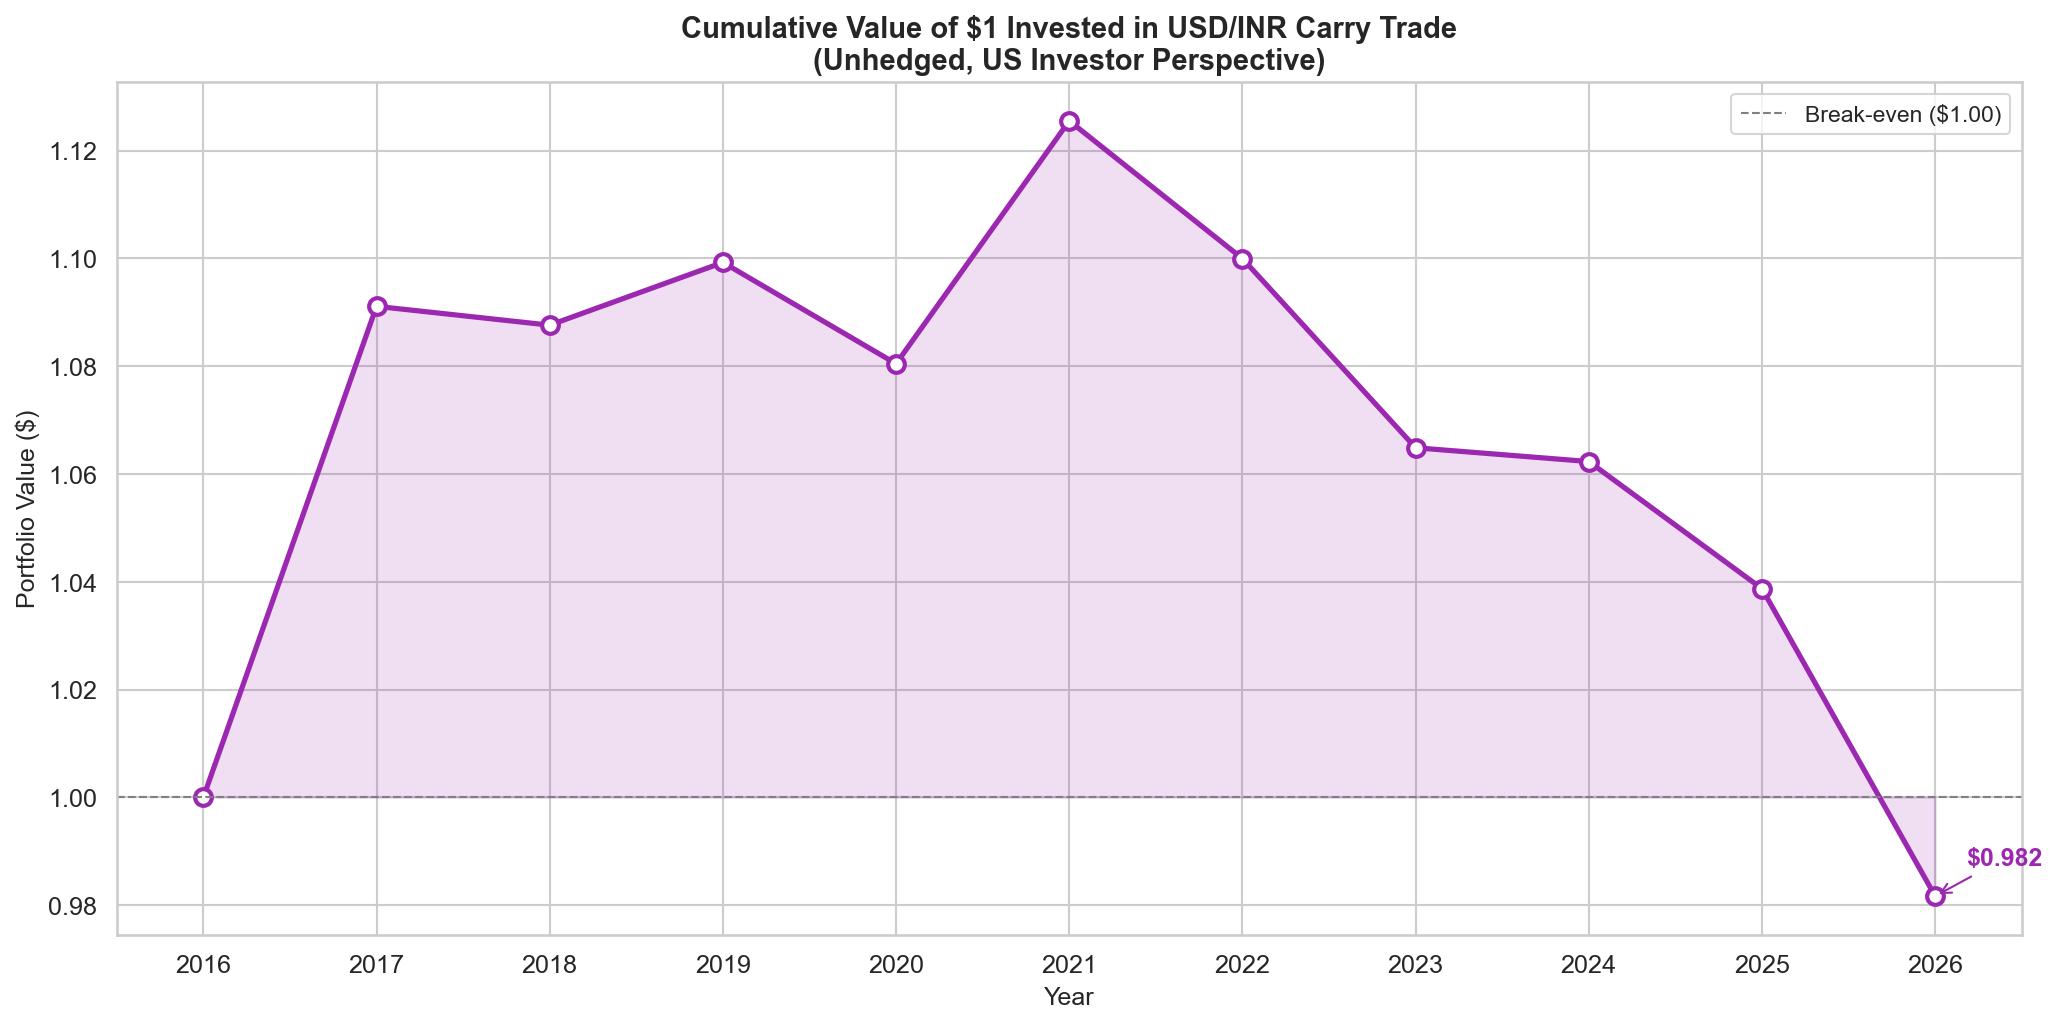 Cumulative Value of $1 Invested in USD/INR Carry Trade
(Unhedged, US Investor Perspective)
Break-even ($1.00)
Portfolio Value ($)
1.12
1.10
1.08
1.06
1.04
1.02
1.00
0.98
$0.982
2016 2017 2018 2019 2020 2021 2022 2023 2024 2025 2026
Year